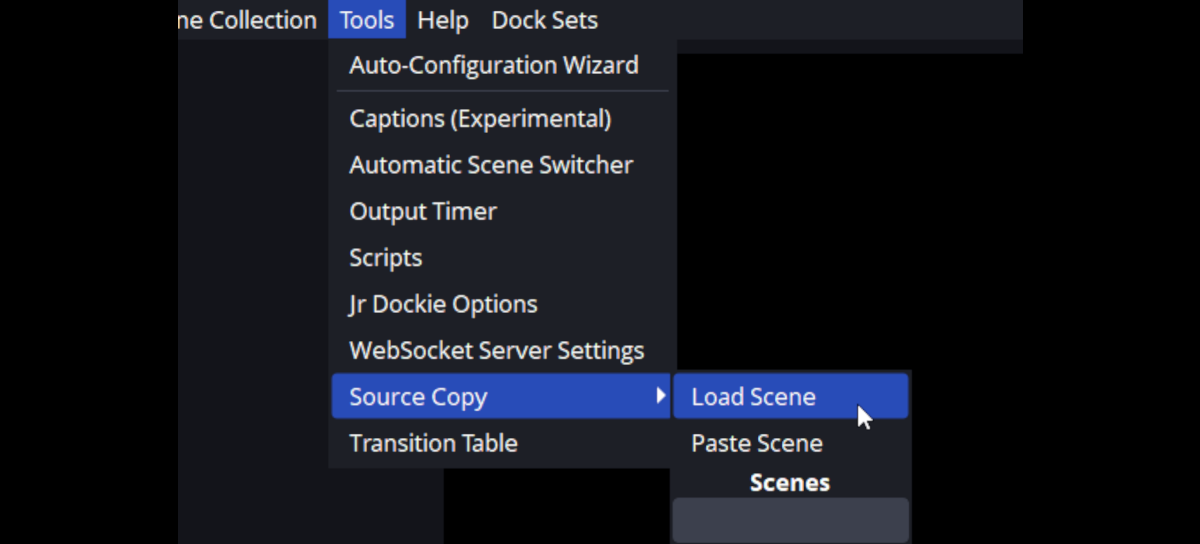 ne Collection Tools Help Dock Sets
Auto-Configuration Wizard
Captions (Experimental)
Automatic Scene Switcher
Output Timer
Scripts
Jr Dockie Options
WebSocket Server Settings
Source Copy
Load Scene
Transition Table
Paste Scene
Scenes